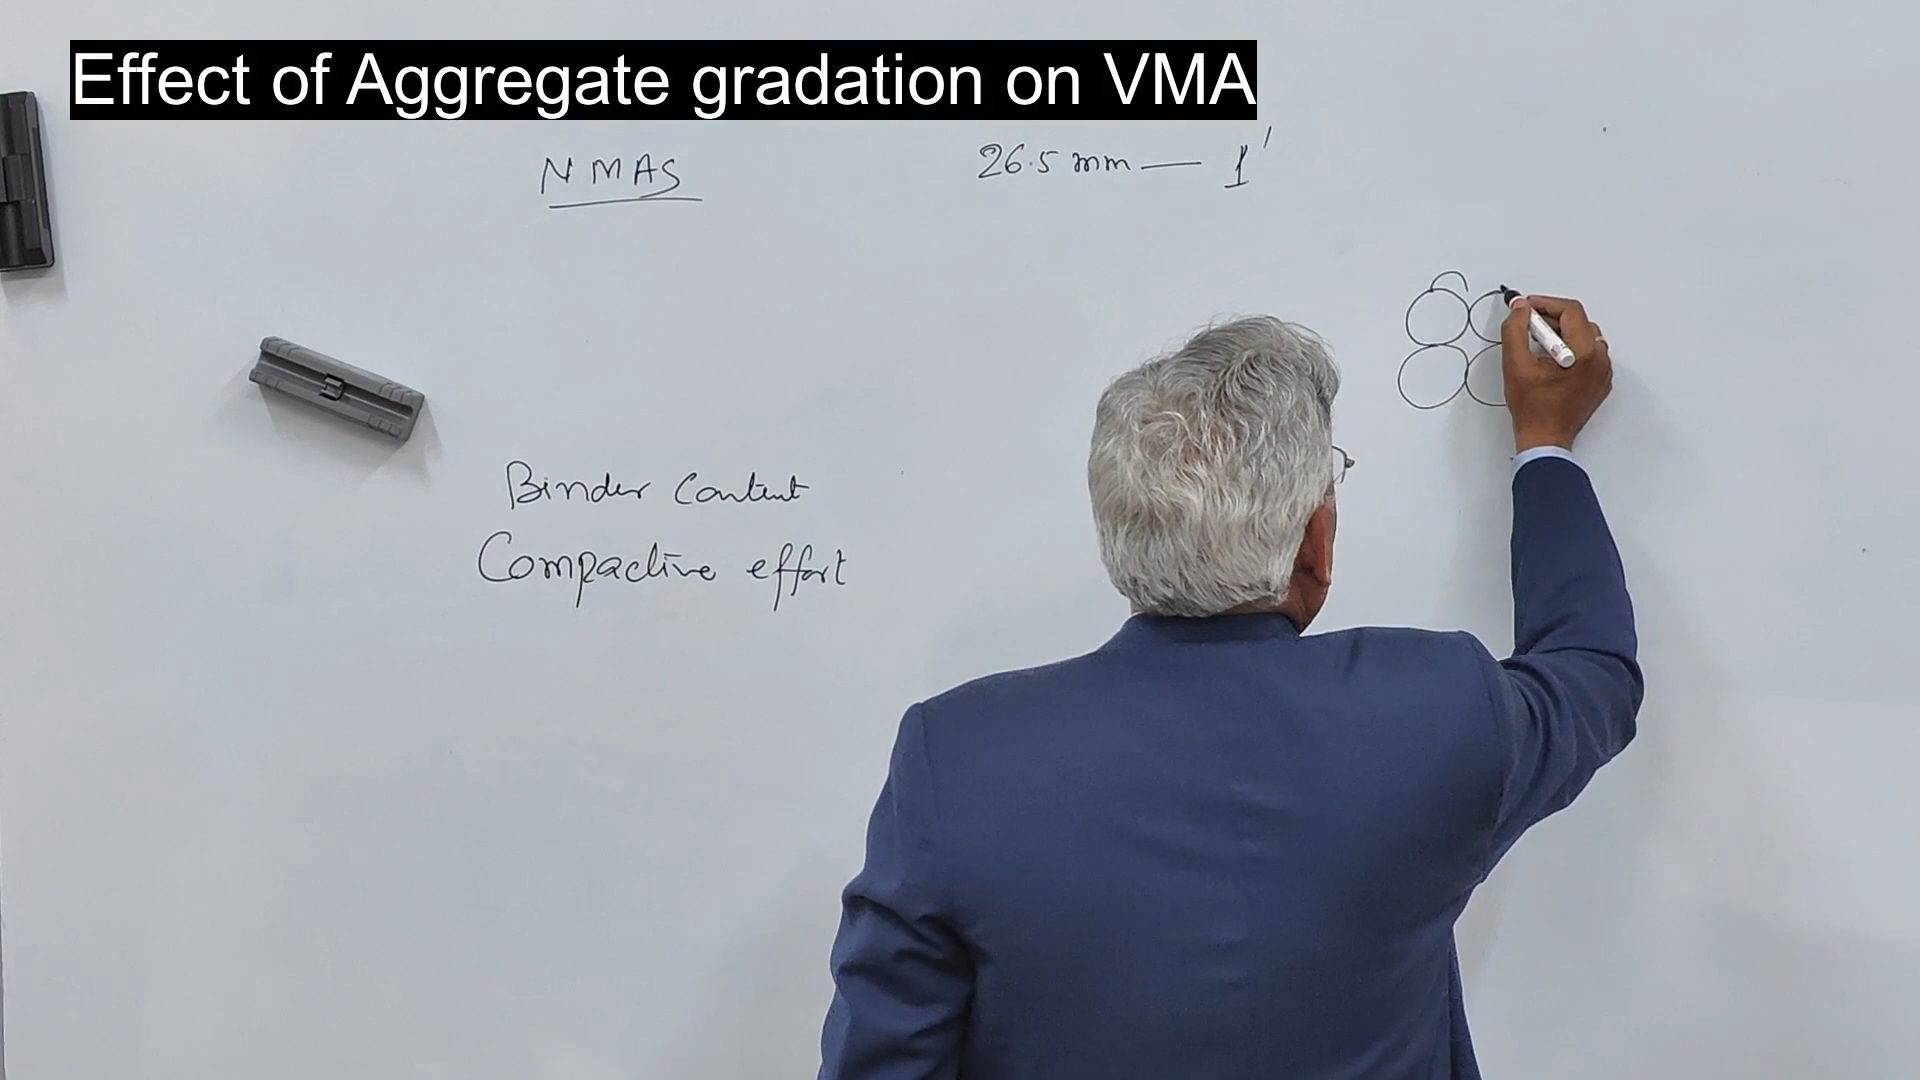 Effect of Aggregate gradation on VMA
NMAS 26.5 mm — 1'
Binder Content
Compactive effort